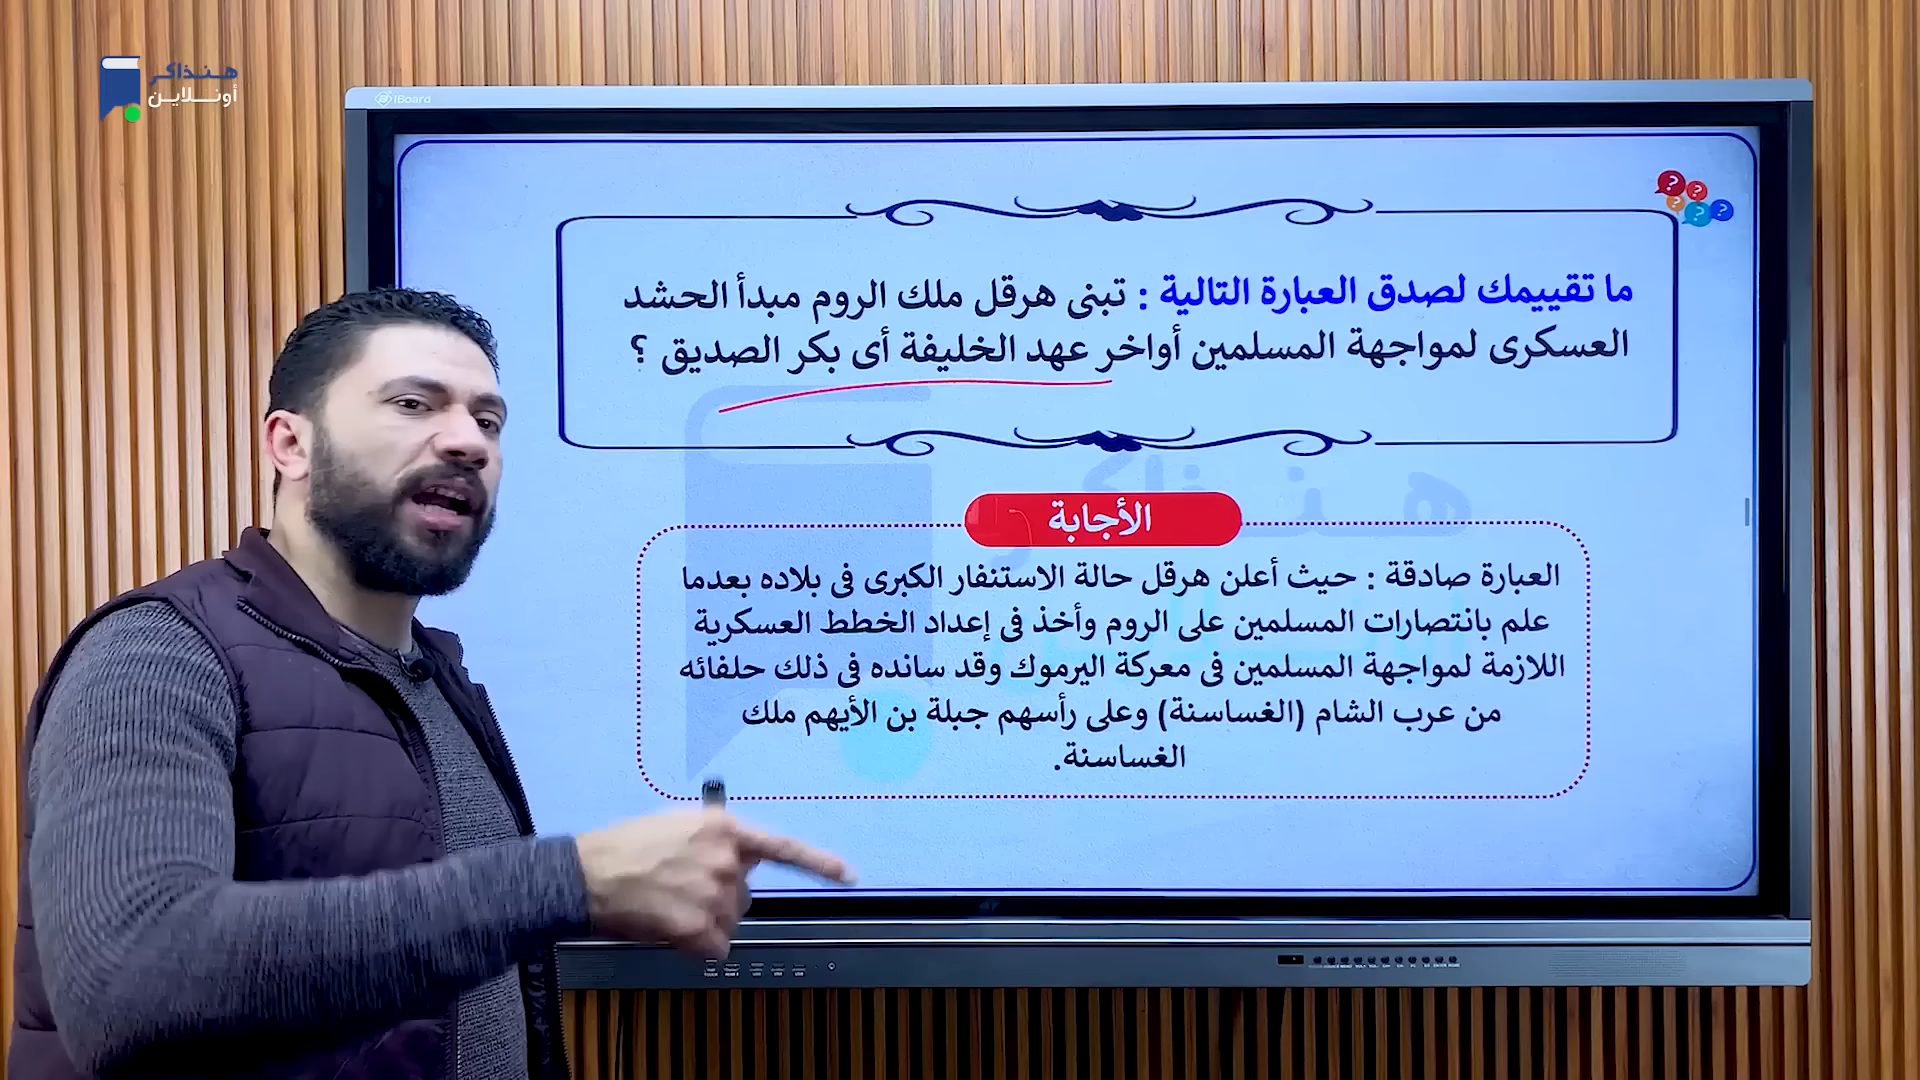 هنذاكر
أونلاين
iBoard
ما تقييمك لصدق العبارة التالية : تبنى هرقل ملك الروم مبدأ الحشد
العسكرى لمواجهة المسلمين أواخر عهد الخليفة أى بكر الصديق ؟
الأجابة
العبارة صادقة : حيث أعلن هرقل حالة الاستنفار الكبرى فى بلاده بعدما
علم بانتصارات المسلمين على الروم وأخذ فى إعداد الخطط العسكرية
اللازمة لمواجهة المسلمين فى معركة اليرموك وقد سانده فى ذلك حلفائه
من عرب الشام (الغساسنة) وعلى رأسهم جبلة بن الأيهم ملك
الغساسنة.